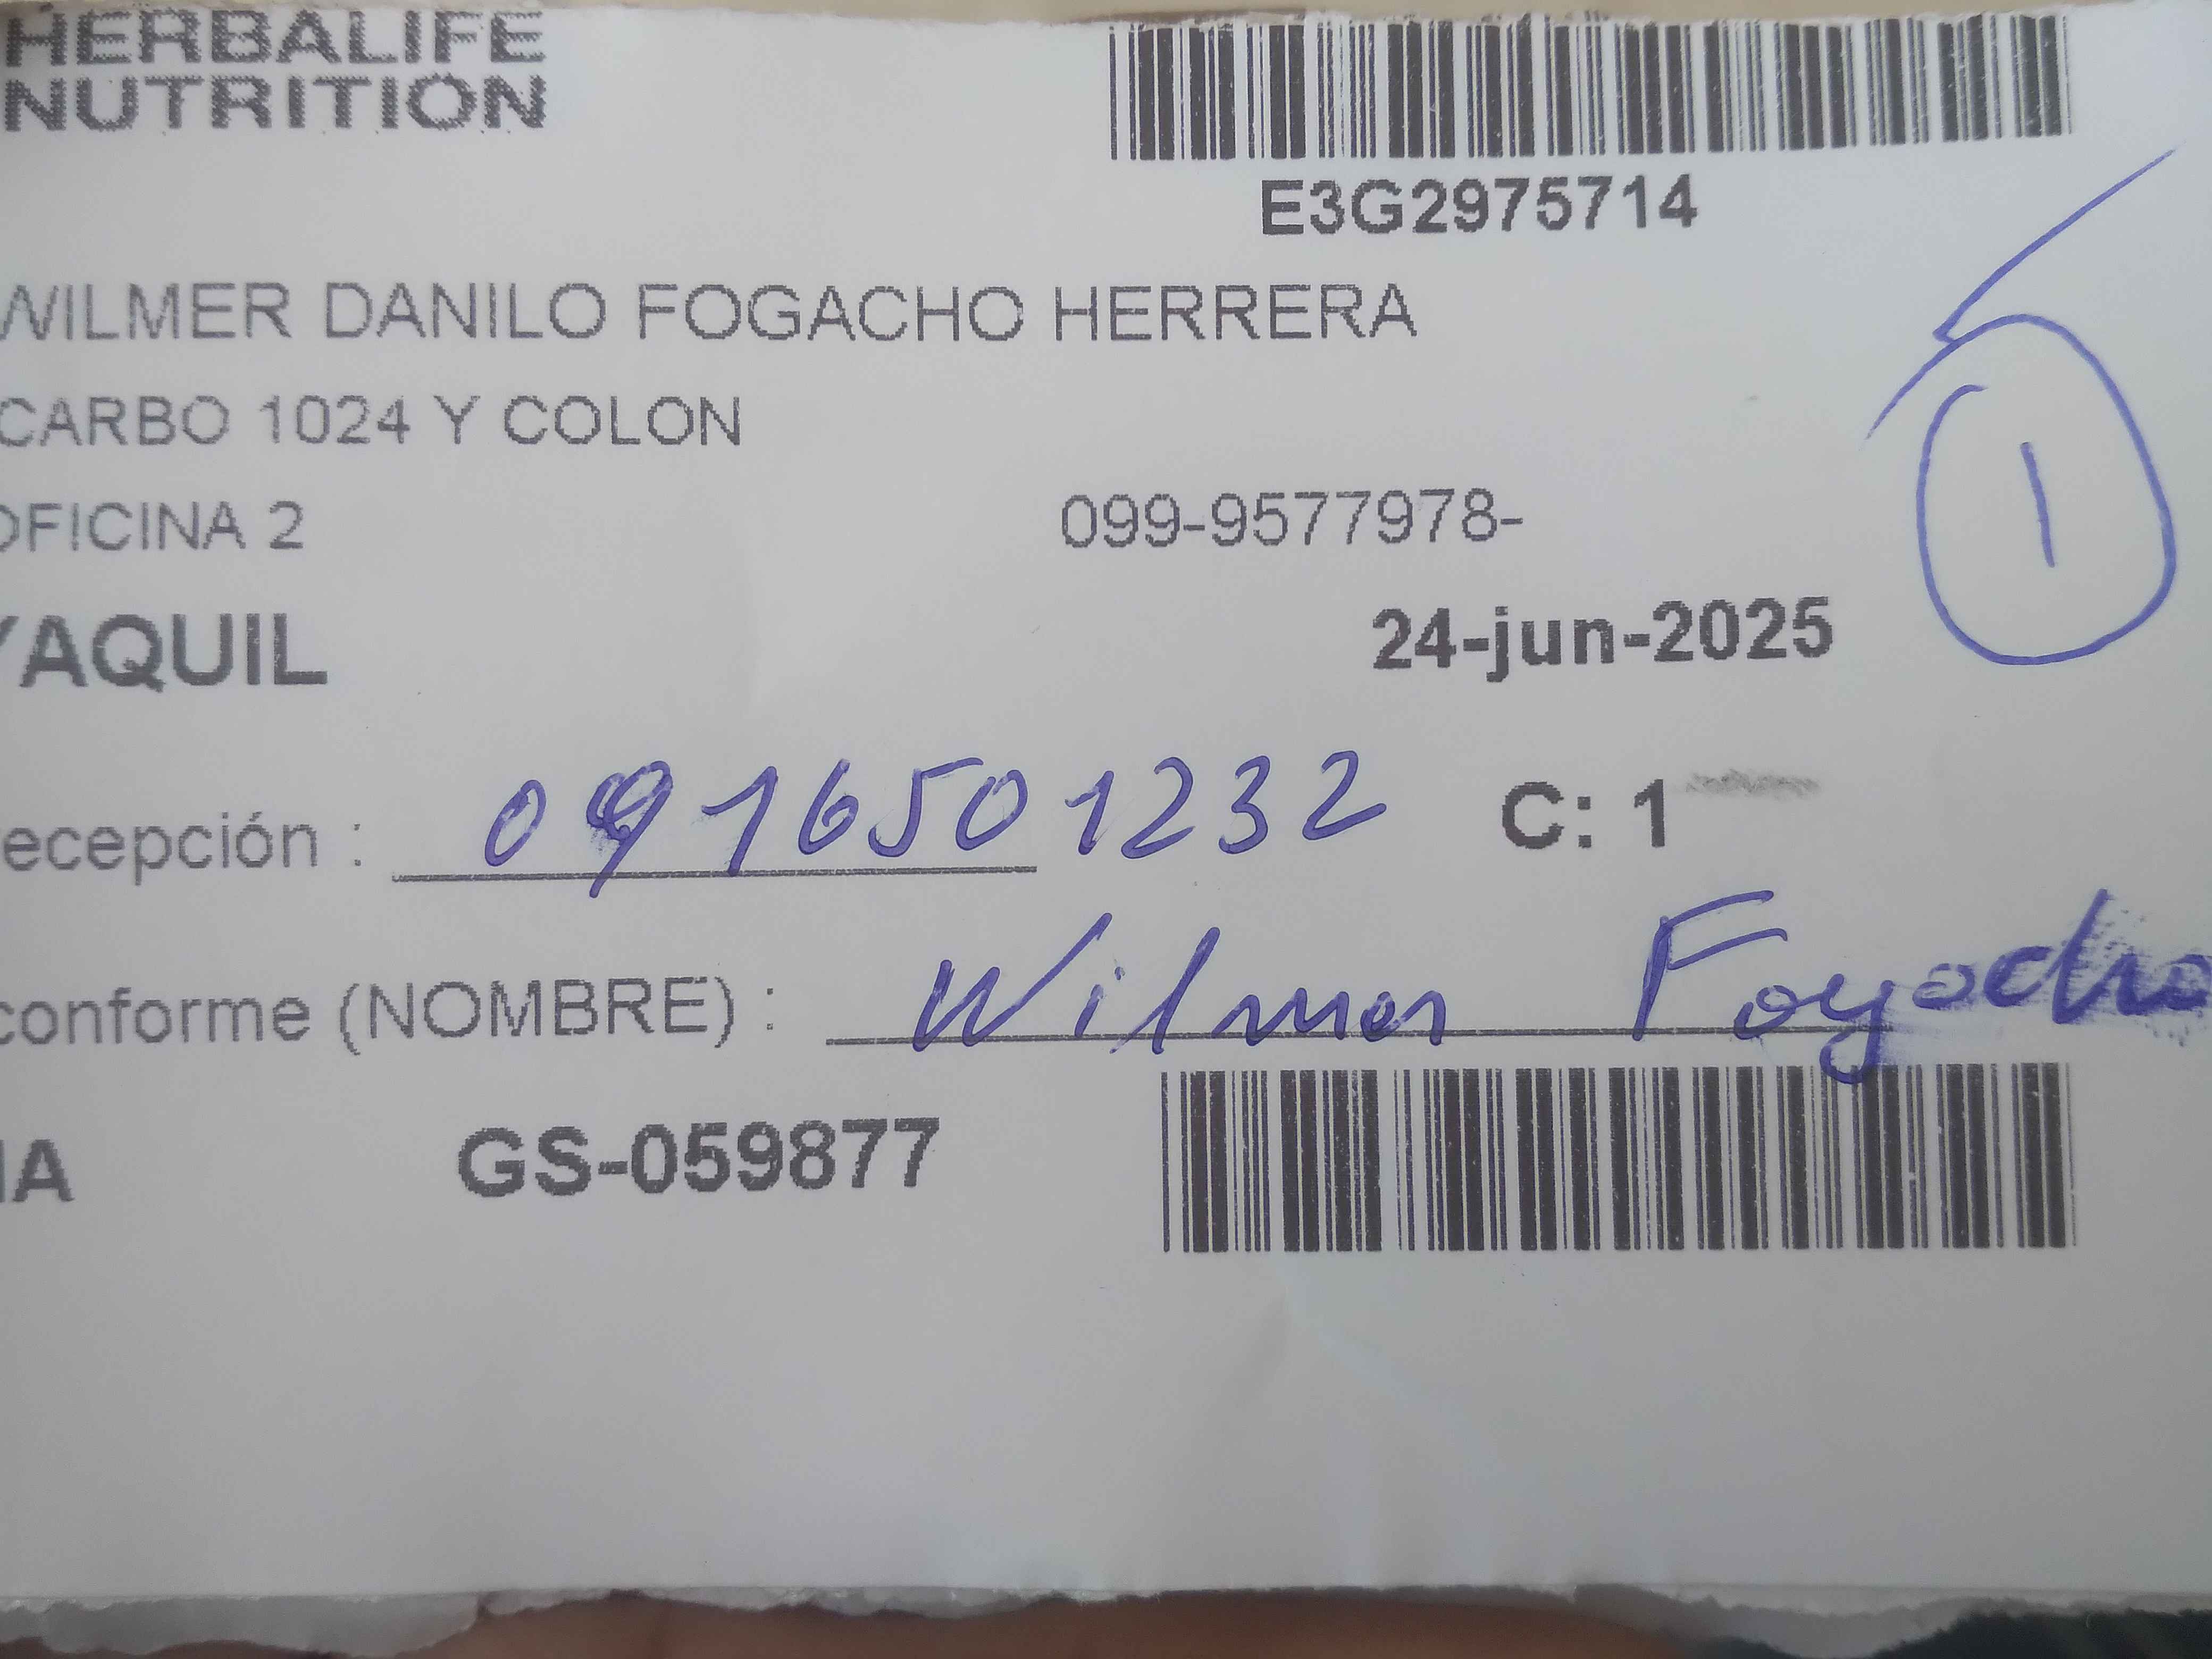 HERBALIFE
NUTRITION
E3G2975714
WILMER DANILO FOGACHO HERRERA
CARBO 1024 Y COLON
OFICINA 2 099-9577978-
YAQUIL 24-jun-2025
1
ecepción : 0916501232 C: 1
conforme (NOMBRE) : Wilmer Fogacho
IA GS-059877